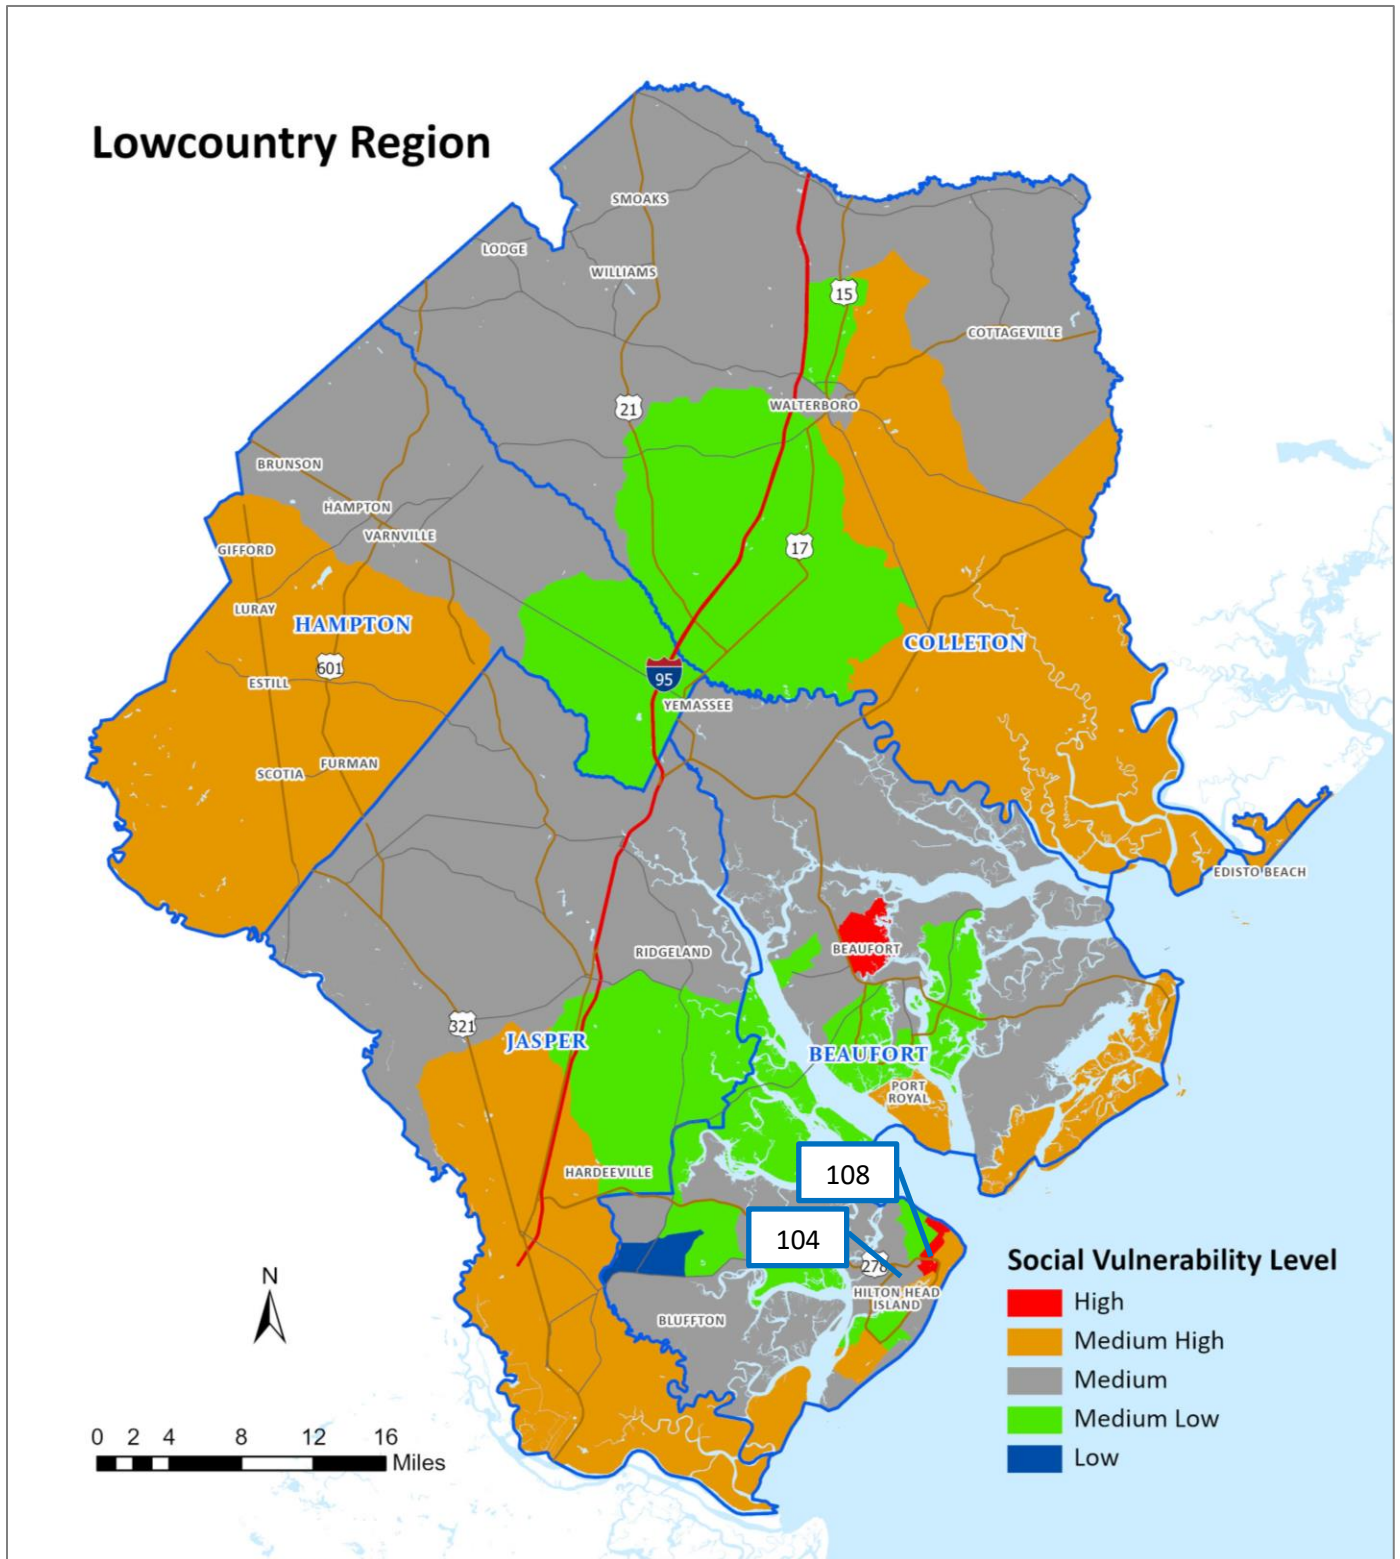 Lowcountry Region
SMOAKS
LODGE
WILLIAMS
15
COTTAGEVILLE
21
WALTERBORO
BRUNSON
HAMPTON
VARNVILLE
GIFFORD
17
LURAY
HAMPTON
COLLETON
601
ESTILL
95
YEMASSEE
SCOTIA
FURMAN
EDISTO BEACH
BEAUFORT
RIDGELAND
321
JASPER
BEAUFORT
PORT
ROYAL
HARDEEVILLE
108
104
278
HILTON HEAD
ISLAND
BLUFFTON
N
0 2 4 8 12 16
Miles
Social Vulnerability Level
High
Medium High
Medium
Medium Low
Low